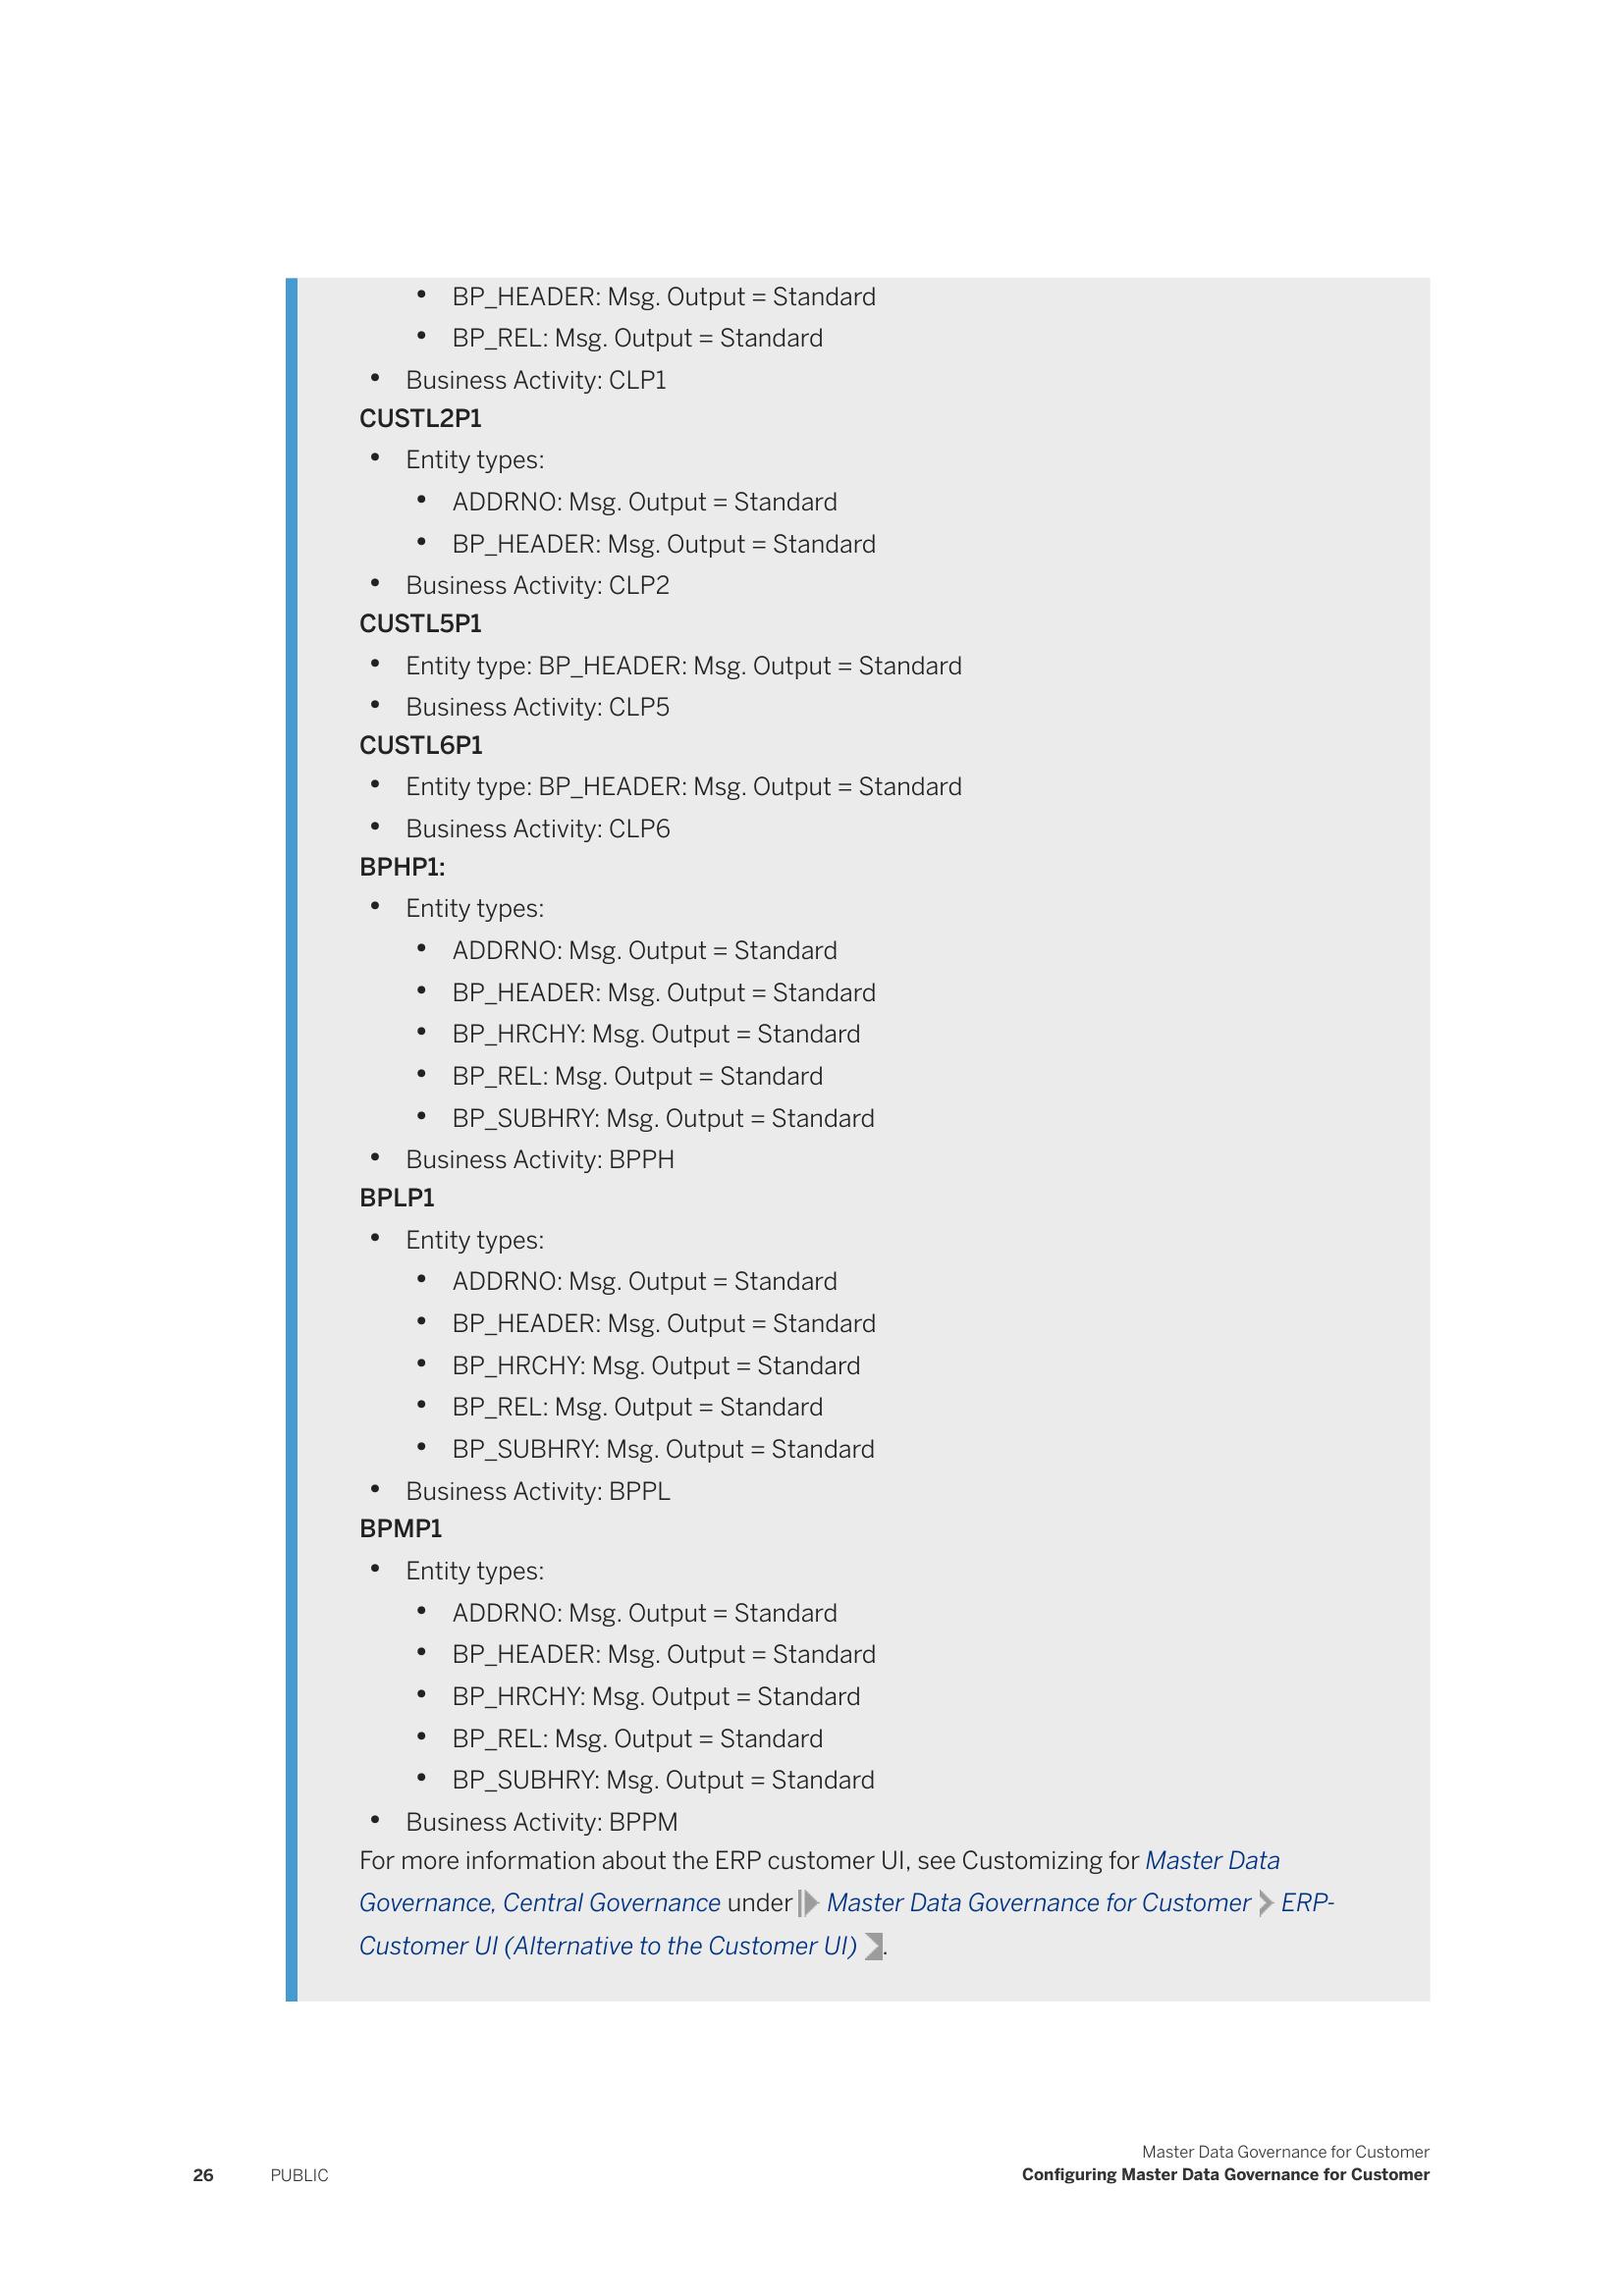 • BP_HEADER: Msg. Output = Standard
• BP_REL: Msg. Output = Standard
• Business Activity: CLP1
CUSTL2P1
• Entity types:
• ADDRNO: Msg. Output = Standard
• BP_HEADER: Msg. Output = Standard
• Business Activity: CLP2
CUSTL5P1
• Entity type: BP_HEADER: Msg. Output = Standard
• Business Activity: CLP5
CUSTL6P1
• Entity type: BP_HEADER: Msg. Output = Standard
• Business Activity: CLP6
BPHP1:
• Entity types:
• ADDRNO: Msg. Output = Standard
• BP_HEADER: Msg. Output = Standard
• BP_HRCHY: Msg. Output = Standard
• BP_REL: Msg. Output = Standard
• BP_SUBHRY: Msg. Output = Standard
• Business Activity: BPPH
BPLP1
• Entity types:
• ADDRNO: Msg. Output = Standard
• BP_HEADER: Msg. Output = Standard
• BP_HRCHY: Msg. Output = Standard
• BP_REL: Msg. Output = Standard
• BP_SUBHRY: Msg. Output = Standard
• Business Activity: BPPL
BPMP1
• Entity types:
• ADDRNO: Msg. Output = Standard
• BP_HEADER: Msg. Output = Standard
• BP_HRCHY: Msg. Output = Standard
• BP_REL: Msg. Output = Standard
• BP_SUBHRY: Msg. Output = Standard
• Business Activity: BPPM
For more information about the ERP customer UI, see Customizing for Master Data
Governance, Central Governance under Master Data Governance for Customer ERP-
Customer UI (Alternative to the Customer UI) .
Master Data Governance for Customer
26 PUBLIC Configuring Master Data Governance for Customer